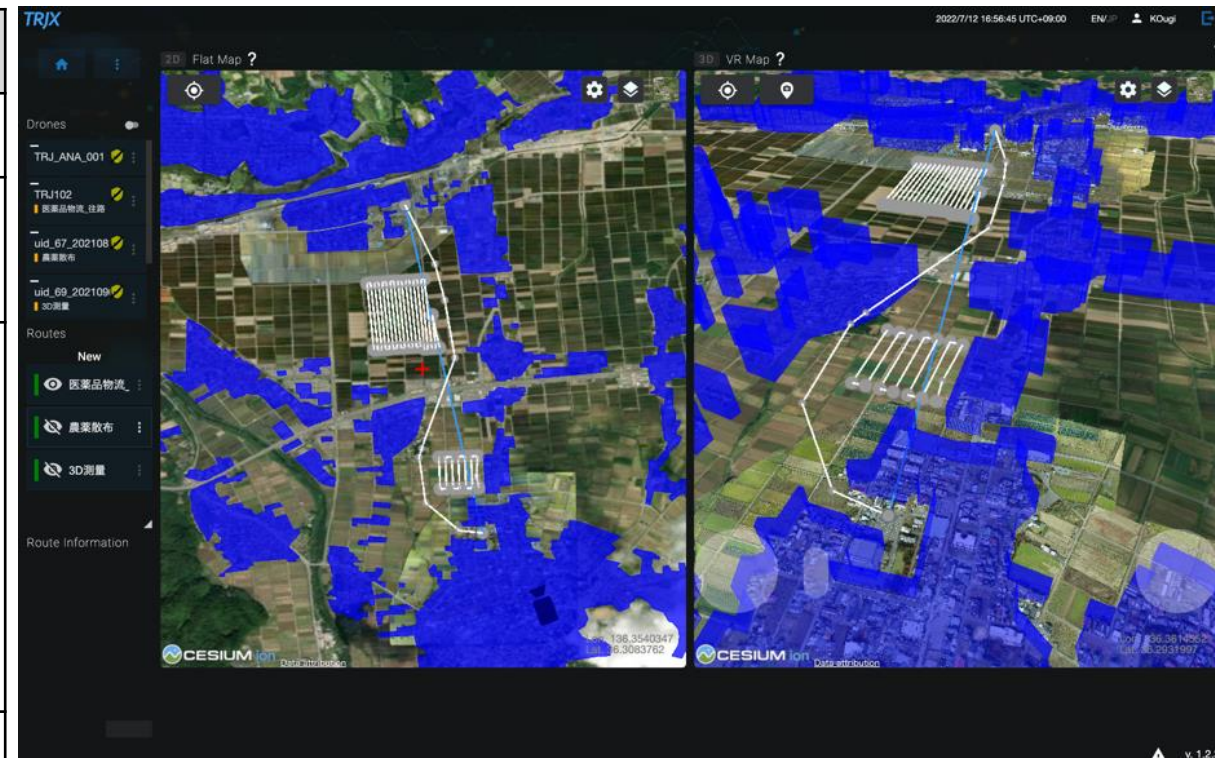 TRJX
2022/7/12 16:56:45 UTC+09:00 EN/JP KOugi
2D Flat Map ?
3D VR Map ?
Drones
TRJ_ANA_001
TRJ102
医薬品物流_往路
uid_67_202108
農薬散布
uid_69_202109
3D測量
Routes
New
医薬品物流_
農薬散布
3D測量
Route Information
CESIUM ion
Data attribution
Lon. 136.3540347
Lat. 36.3083762
CESIUM ion
Data attribution
v. 1.2.